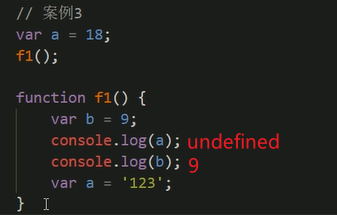 // 案例3
var a = 18;
f1();
function f1() {
var b = 9;
console.log(a); undefined
console.log(b); 9
var a = '123';
}